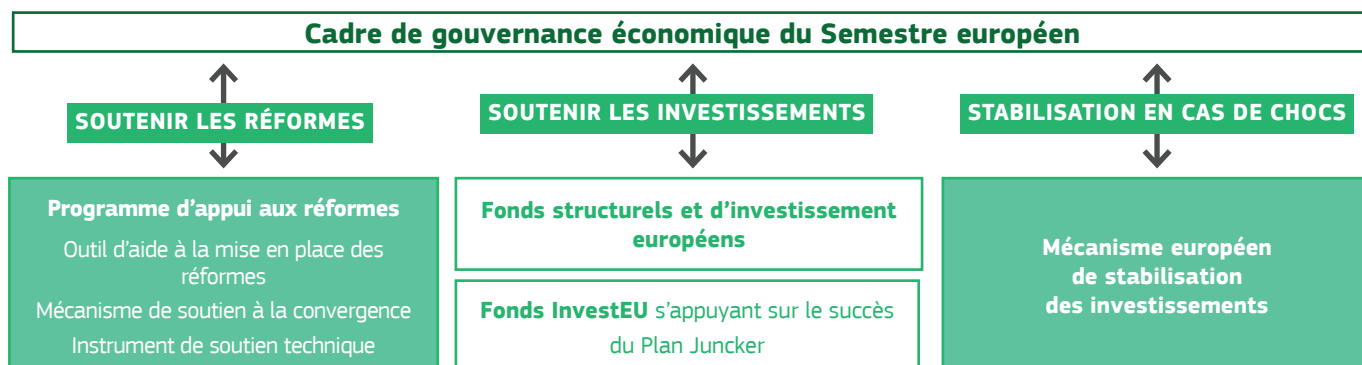 Cadre de gouvernance économique du Semestre européen
SOUTENIR LES RÉFORMES
SOUTENIR LES INVESTISSEMENTS
STABILISATION EN CAS DE CHOCS
Programme d’appui aux réformes
Outil d’aide à la mise en place des
réformes
Mécanisme de soutien à la convergence
Instrument de soutien technique
Fonds structurels et d’investissement
européens
Fonds InvestEU s’appuyant sur le succès
du Plan Juncker
Mécanisme européen
de stabilisation
des investissements